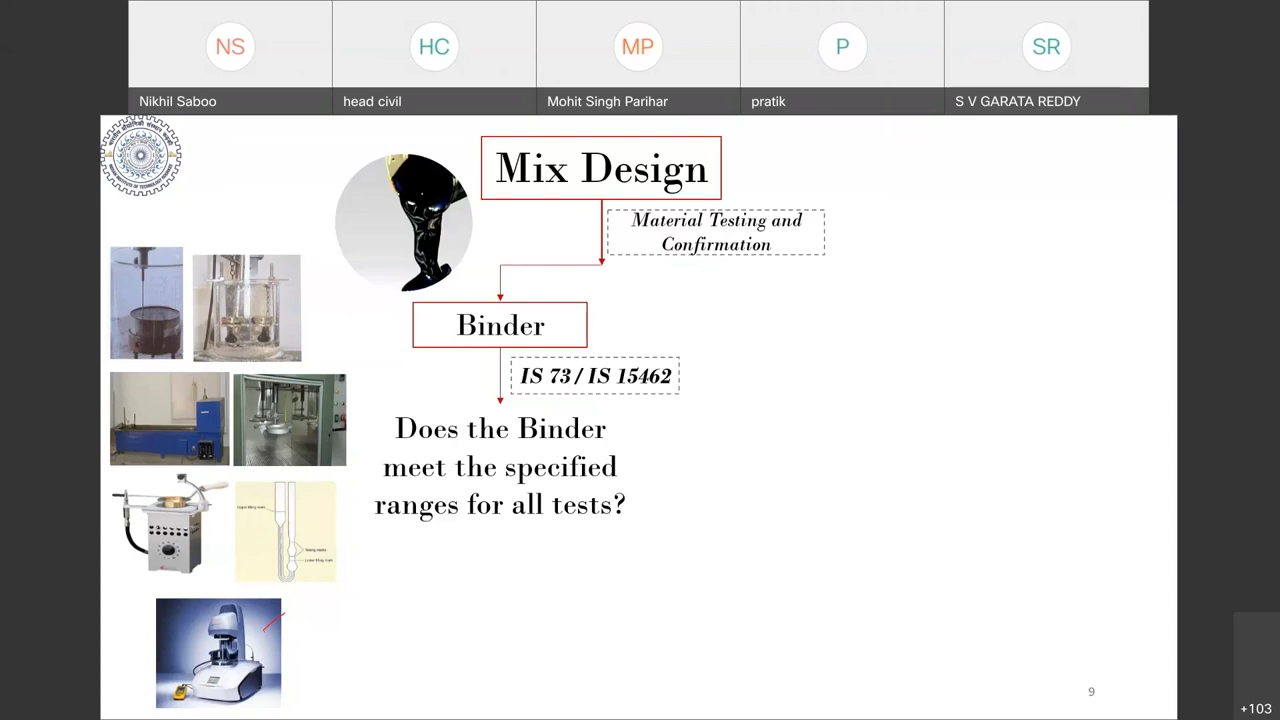 NS
HC
MP
P
SR
Nikhil Saboo
head civil
Mohit Singh Parihar
pratik
S V GARATA REDDY
Mix Design
Material Testing and
Confirmation
Binder
IS 73 / IS 15462
Does the Binder
meet the specified
ranges for all tests?
9
+103